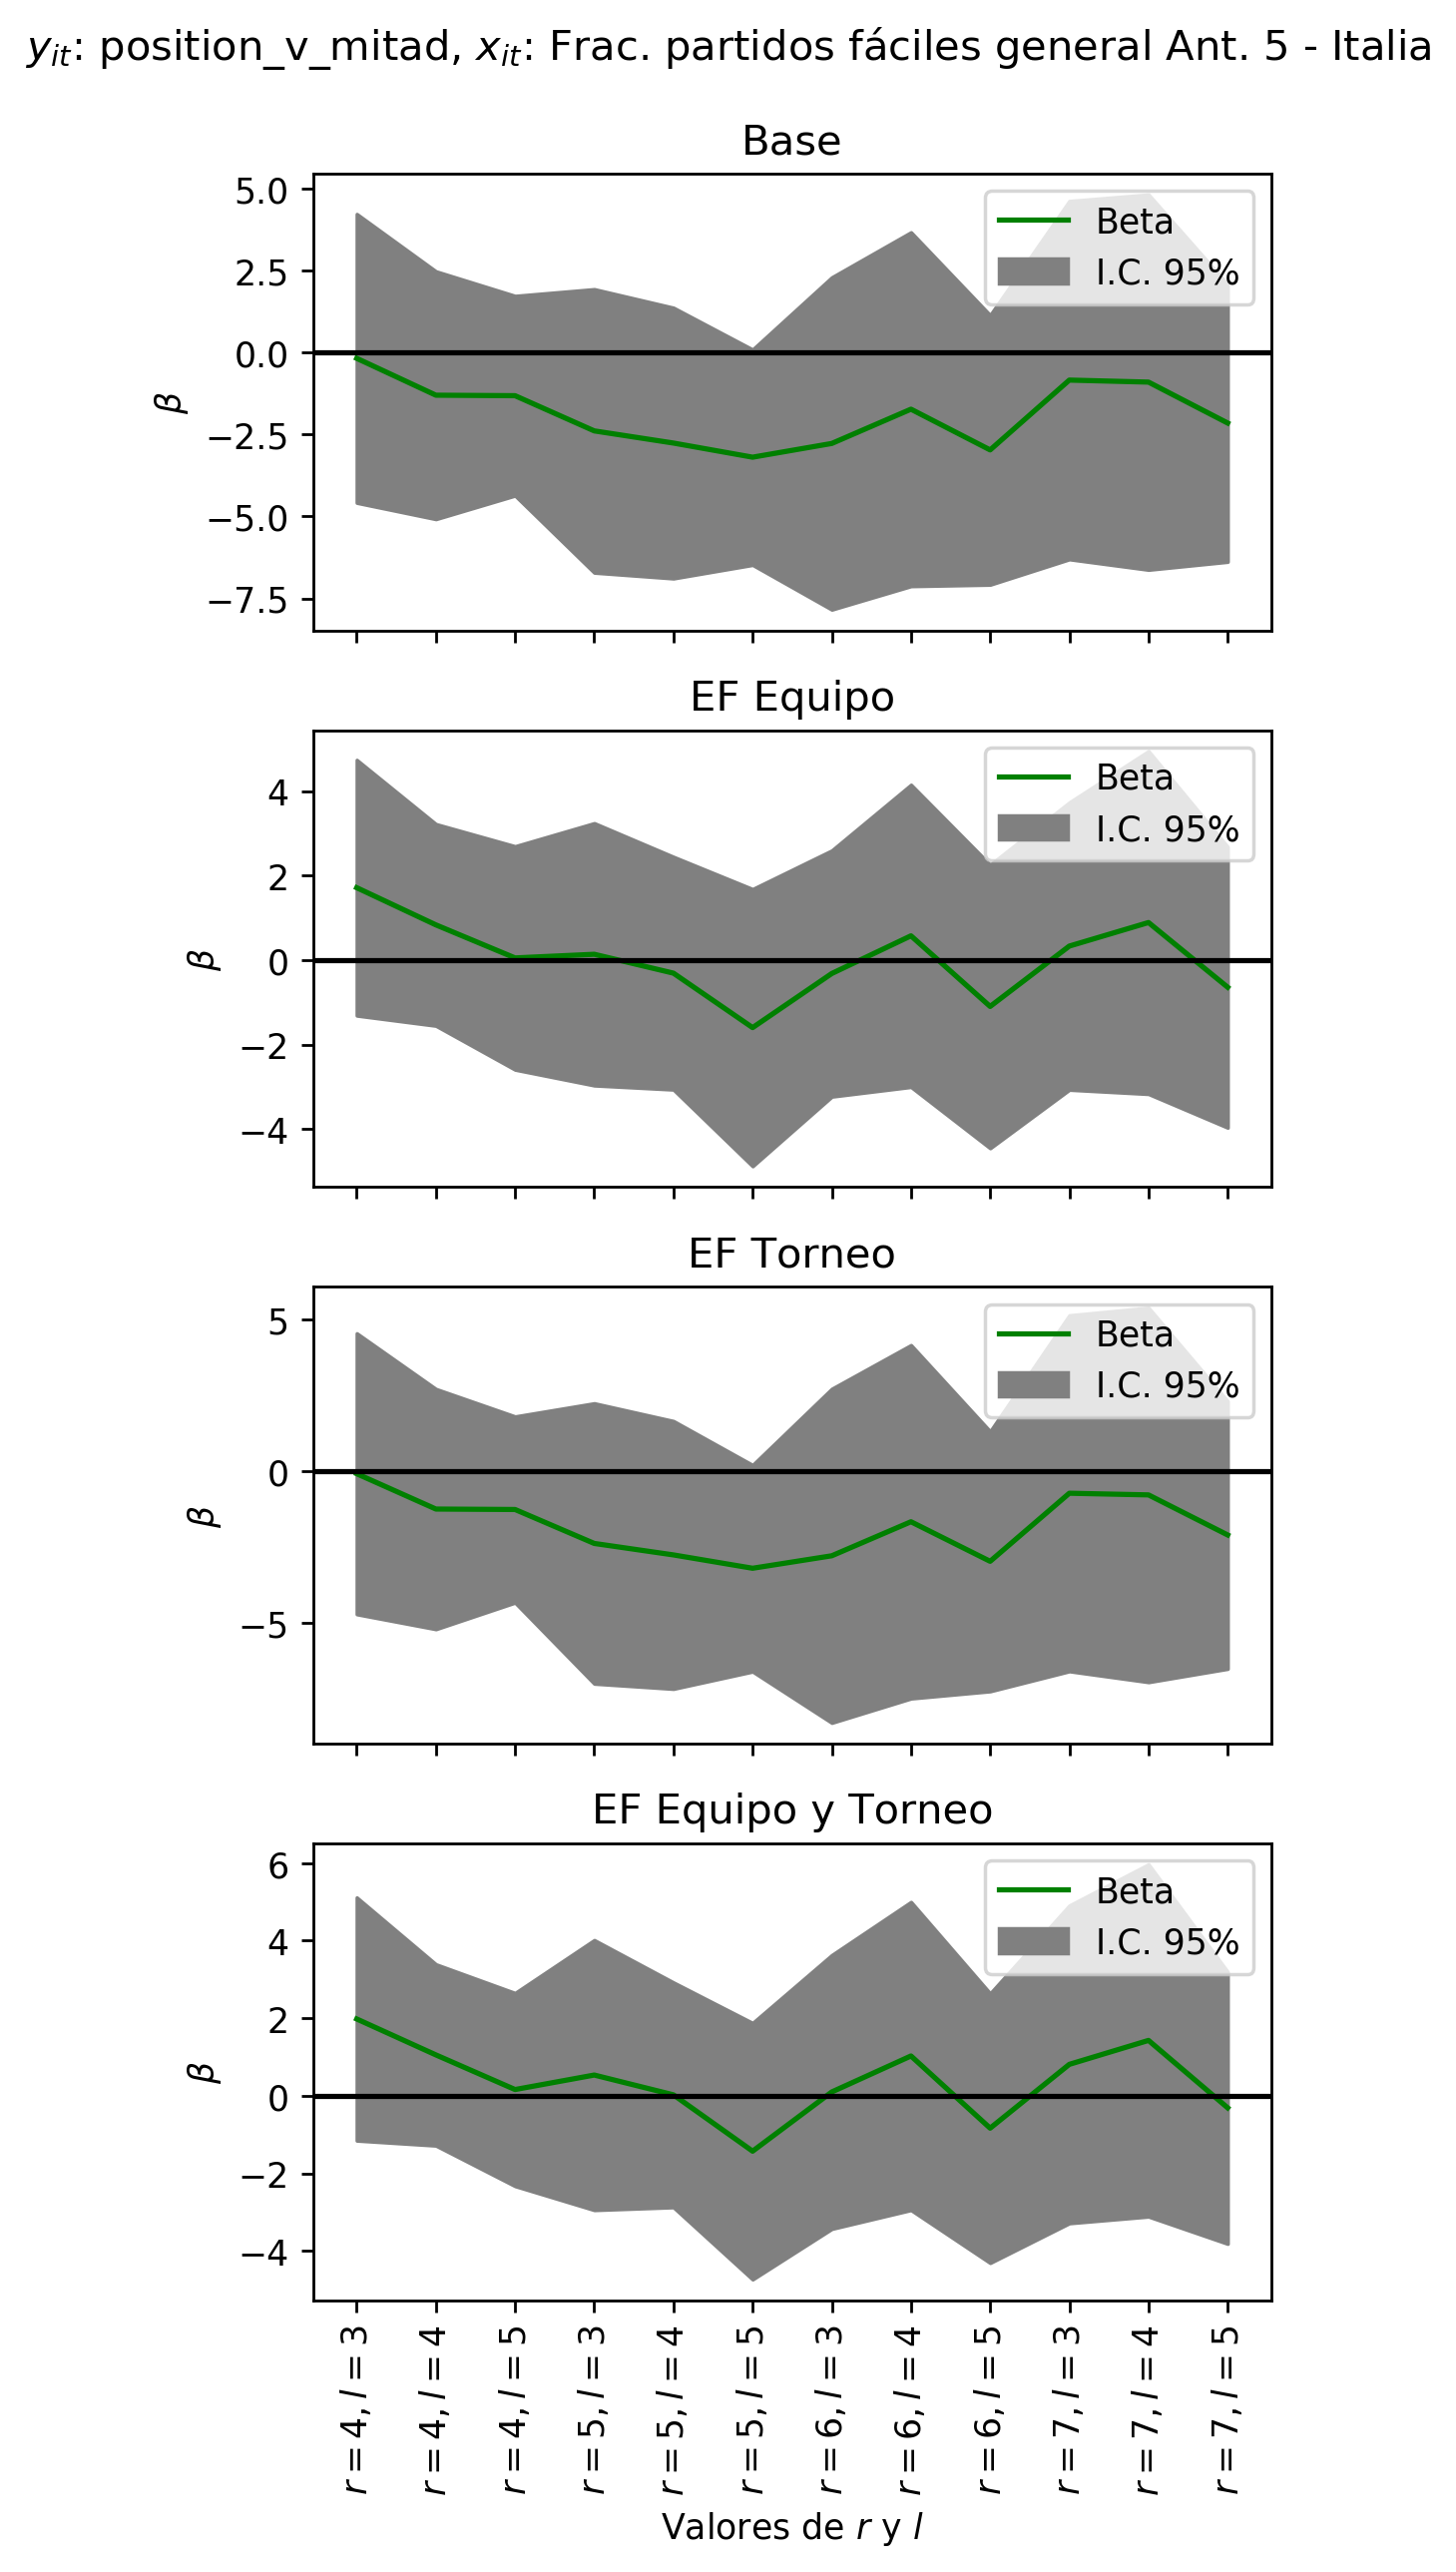 y_it: position_v_mitad, x_it: Frac. partidos fáciles general Ant. 5 - Italia
Base
5.0
2.5
0.0
−2.5
−5.0
−7.5
β
Beta
I.C. 95%
EF Equipo
4
2
0
−2
−4
β
Beta
I.C. 95%
EF Torneo
5
0
−5
β
Beta
I.C. 95%
EF Equipo y Torneo
6
4
2
0
−2
−4
β
Beta
I.C. 95%
r = 4, l = 3
r = 4, l = 4
r = 4, l = 5
r = 5, l = 3
r = 5, l = 4
r = 5, l = 5
r = 6, l = 3
r = 6, l = 4
r = 6, l = 5
r = 7, l = 3
r = 7, l = 4
r = 7, l = 5
Valores de r y l